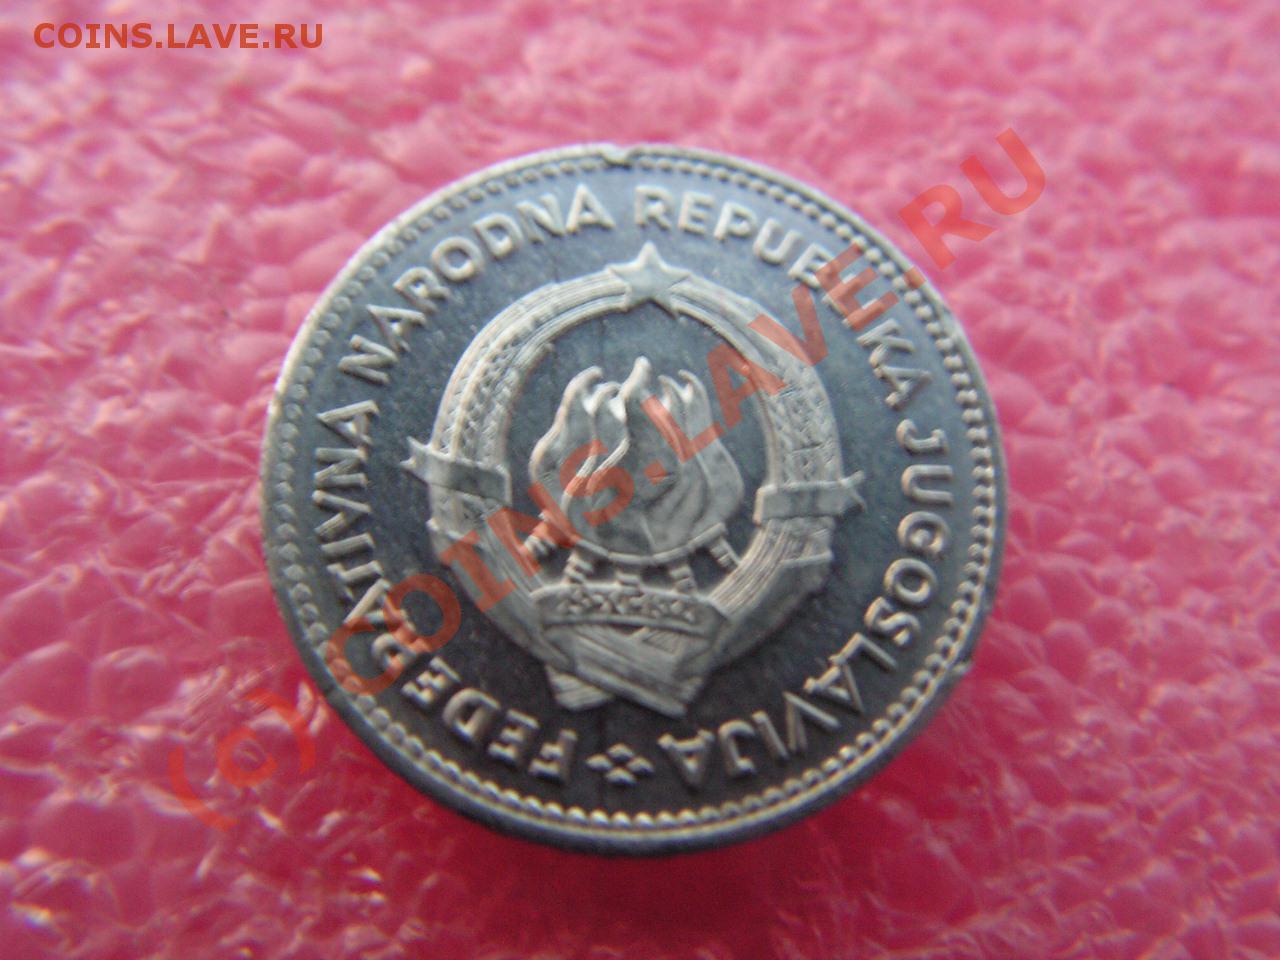 COINS.LAVE.RU
FEDERATIVNA NARODNA REPUBLIKA JUGOSLAVIJA
(c) COINS.LAVE.RU